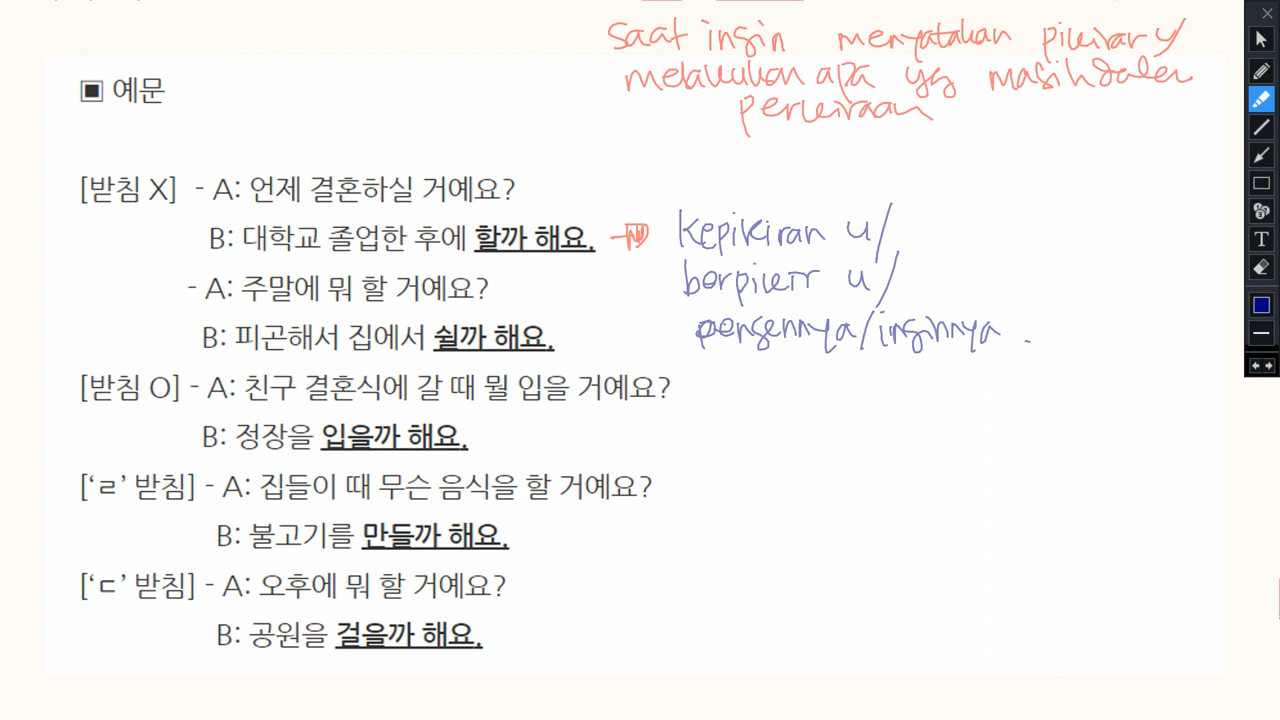 saat ingin menyatakan pikiran u/
melakukan apa yg masih dalam
perkiraan
▣ 예문
[받침 X] - A: 언제 결혼하실 거예요?
B: 대학교 졸업한 후에 할까 해요.
kepikiran u/
- A: 주말에 뭐 할 거예요?
berpikir u/
B: 피곤해서 집에서 쉴까 해요.
pengennya/inginnya .
[받침 O] - A: 친구 결혼식에 갈 때 뭘 입을 거예요?
B: 정장을 입을까 해요.
[‘ㄹ’ 받침] - A: 집들이 때 무슨 음식을 할 거예요?
B: 불고기를 만들까 해요.
[‘ㄷ’ 받침] - A: 오후에 뭐 할 거예요?
B: 공원을 걸을까 해요.